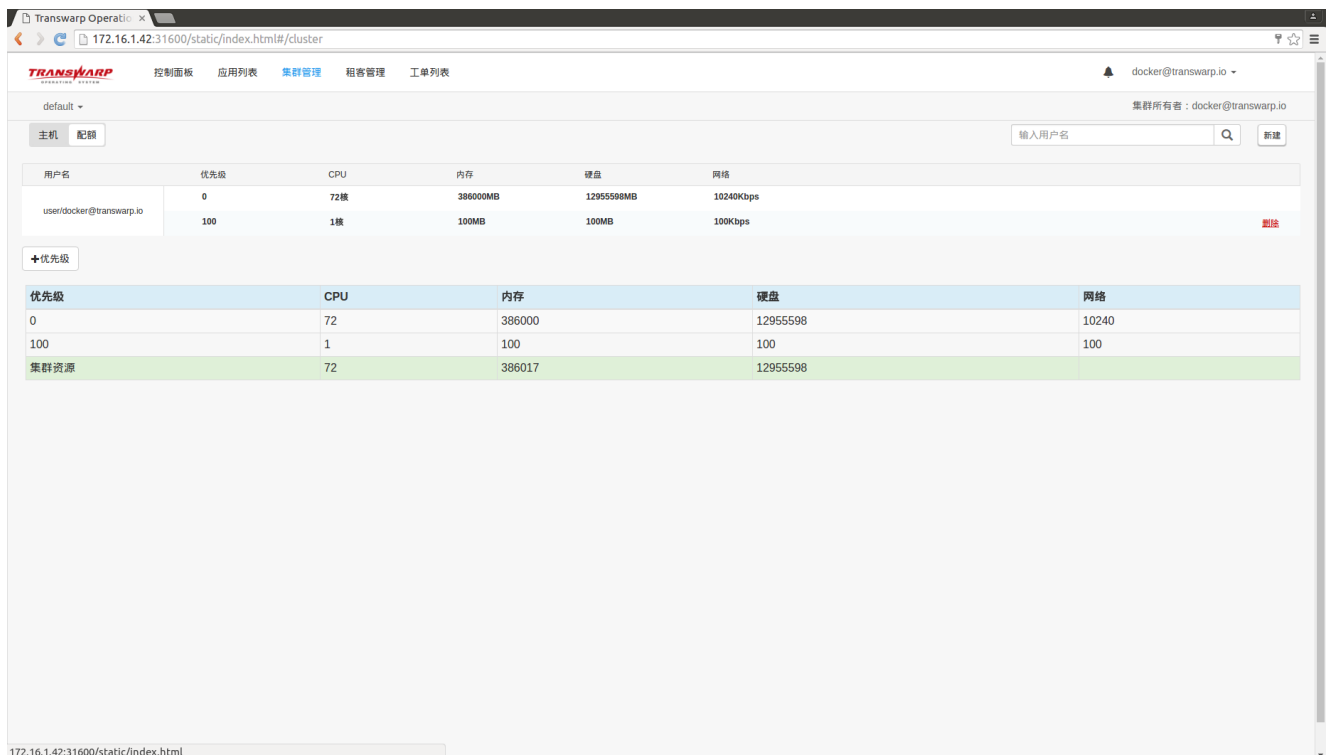 Transwarp Operatio ×
172.16.1.42:31600/static/index.html#/cluster
TRANSWARP 控制面板 应用列表 集群管理 租客管理 工单列表 docker@transwarp.io
OPERATING SYSTEM
default 集群所有者：docker@transwarp.io
主机 配额 输入用户名 新建
用户名 优先级 CPU 内存 硬盘 网络
0 72核 386000MB 12955598MB 10240Kbps
user/docker@transwarp.io
100 1核 100MB 100MB 100Kbps 删除
+优先级
优先级 CPU 内存 硬盘 网络
0 72 386000 12955598 10240
100 1 100 100 100
集群资源 72 386017 12955598
172.16.1.42:31600/static/index.html